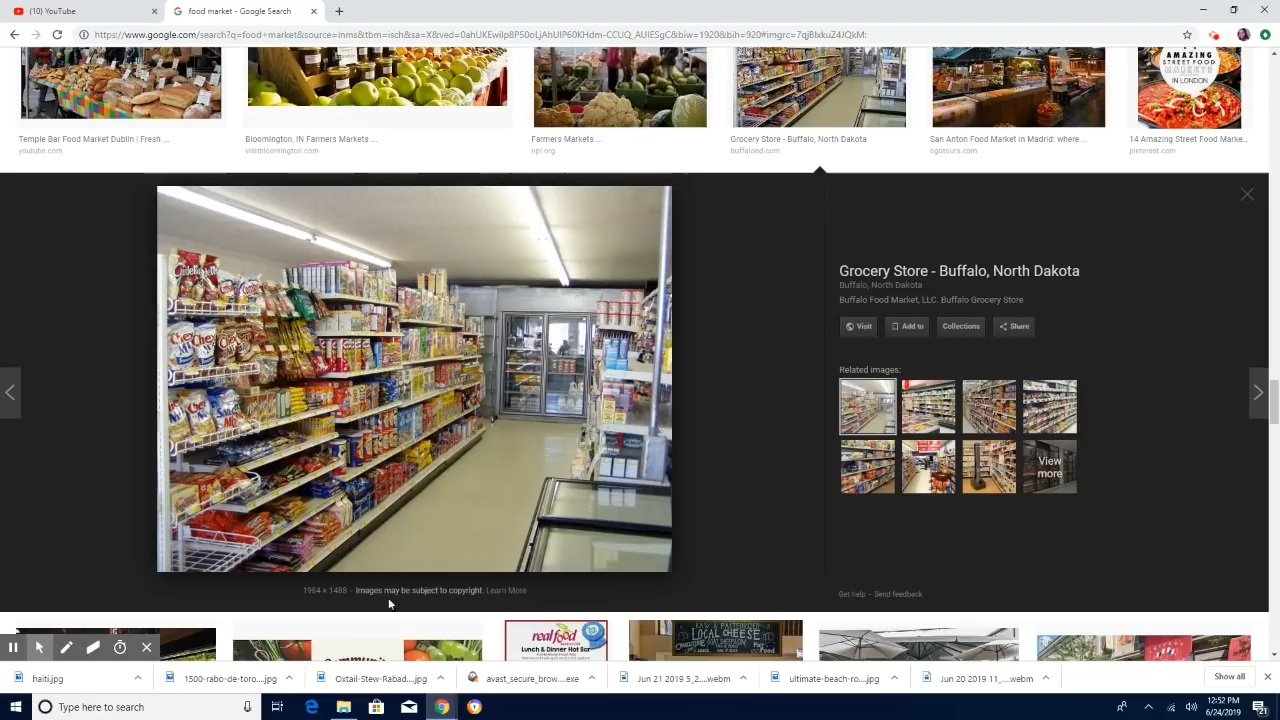 (10) YouTube
food market - Google Search
https://www.google.com/search?q=food+market&source=lnms&tbm=isch&sa=X&ved=0ahUKEwilp8P50oLjAhUIP60KHdm-CCUQ_AUIESgC&biw=1920&bih=920#imgrc=7qjBlxkuZ4JQkM:
AMAZING
STREET FOOD
MARKETS
IN LONDON
Temple Bar Food Market Dublin | Fresh ...
youtube.com
Bloomington, IN Farmers Markets ...
visitbloomington.com
Farmers Markets ...
npr.org
Grocery Store - Buffalo, North Dakota
buffalond.com
San Anton Food Market in Madrid: where ...
ogotours.com
14 Amazing Street Food Marke...
pinterest.com
Grocery Store - Buffalo, North Dakota
Buffalo, North Dakota
Buffalo Food Market, LLC. Buffalo Grocery Store
Visit
Add to
Collections
Share
Related images:
View more
1984 × 1488 - Images may be subject to copyright. Learn More
Get help - Send feedback
realfood
Lunch & Dinner Hot Bar
RAW & PASTEURIZED
LOCAL CHEESE
haiti.jpg
1500-rabo-de-toro....jpg
Oxtail-Stew-Rabad....jpg
avast_secure_brow....exe
Jun 21 2019 5_2....webm
ultimate-beach-ro....jpg
Jun 20 2019 11_....webm
Show all
Type here to search
12:52 PM
6/24/2019
21